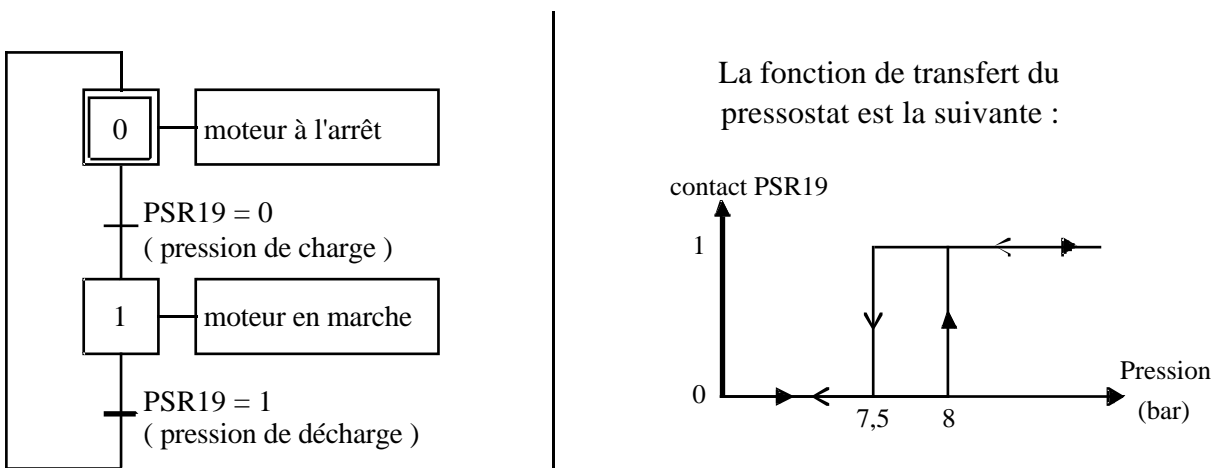 0
moteur à l'arrêt
PSR19 = 0
( pression de charge )
1
moteur en marche
PSR19 = 1
( pression de décharge )
La fonction de transfert du
pressostat est la suivante :
contact PSR19
1
0
7,5
8
Pression
(bar)